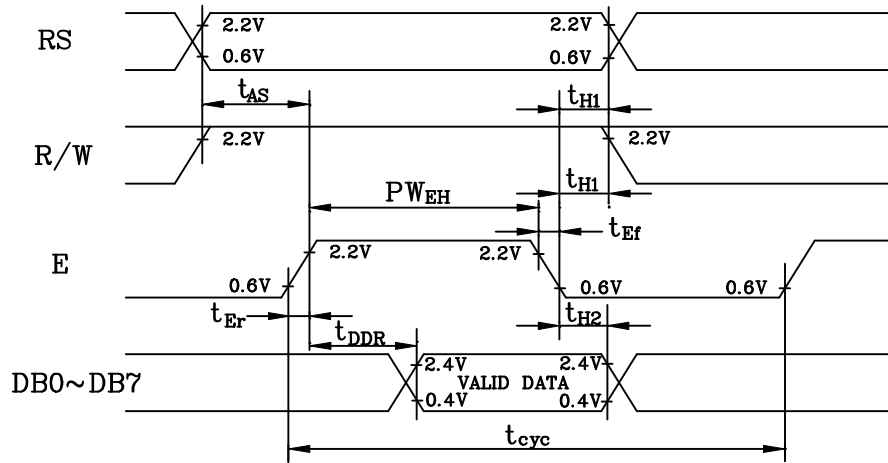 RS
2.2V
2.2V
0.6V
0.6V
tAS
tH1
R/W
2.2V
2.2V
tH1
PWEH
tEf
E
2.2V
2.2V
0.6V
0.6V
0.6V
tEr
tH2
tDDR
DB0~DB7
2.4V
VALID DATA
2.4V
0.4V
0.4V
tcyc